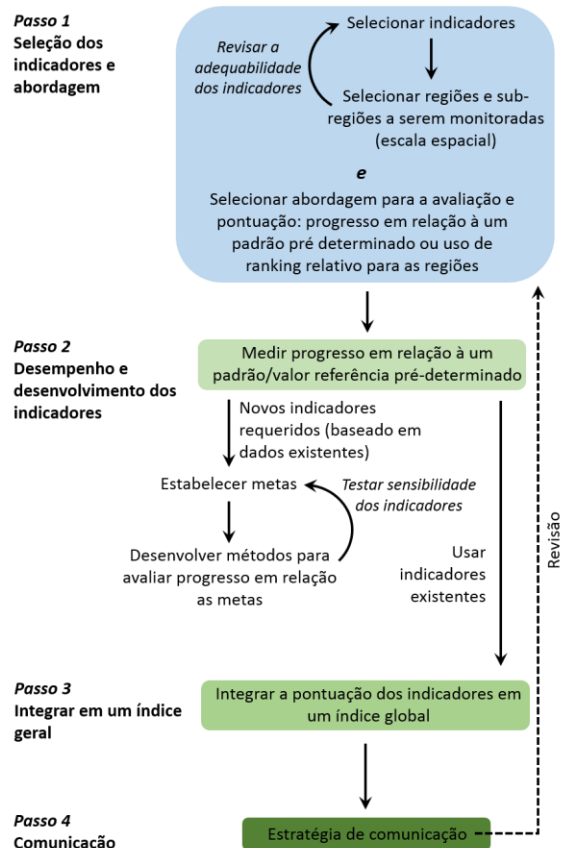 Passo 1
Seleção dos
indicadores e
abordagem
Selecionar indicadores
Revisar a
adequabilidade
dos indicadores
Selecionar regiões e sub-
regiões a serem monitoradas
(escala espacial)
e
Selecionar abordagem para a avaliação e
pontuação: progresso em relação à um
padrão pré determinado ou uso de
ranking relativo para as regiões
Passo 2
Desempenho e
desenvolvimento dos
indicadores
Medir progresso em relação à um
padrão/valor referência pré-determinado
Novos indicadores
requeridos (baseado em
dados existentes)
Estabelecer metas
Testar sensibilidade
dos indicadores
Desenvolver métodos para
avaliar progresso em relação
as metas
Usar
indicadores
existentes
Revisão
Passo 3
Integrar em um índice
geral
Integrar a pontuação dos indicadores em
um índice global
Passo 4
Comunicação
Estratégia de comunicação